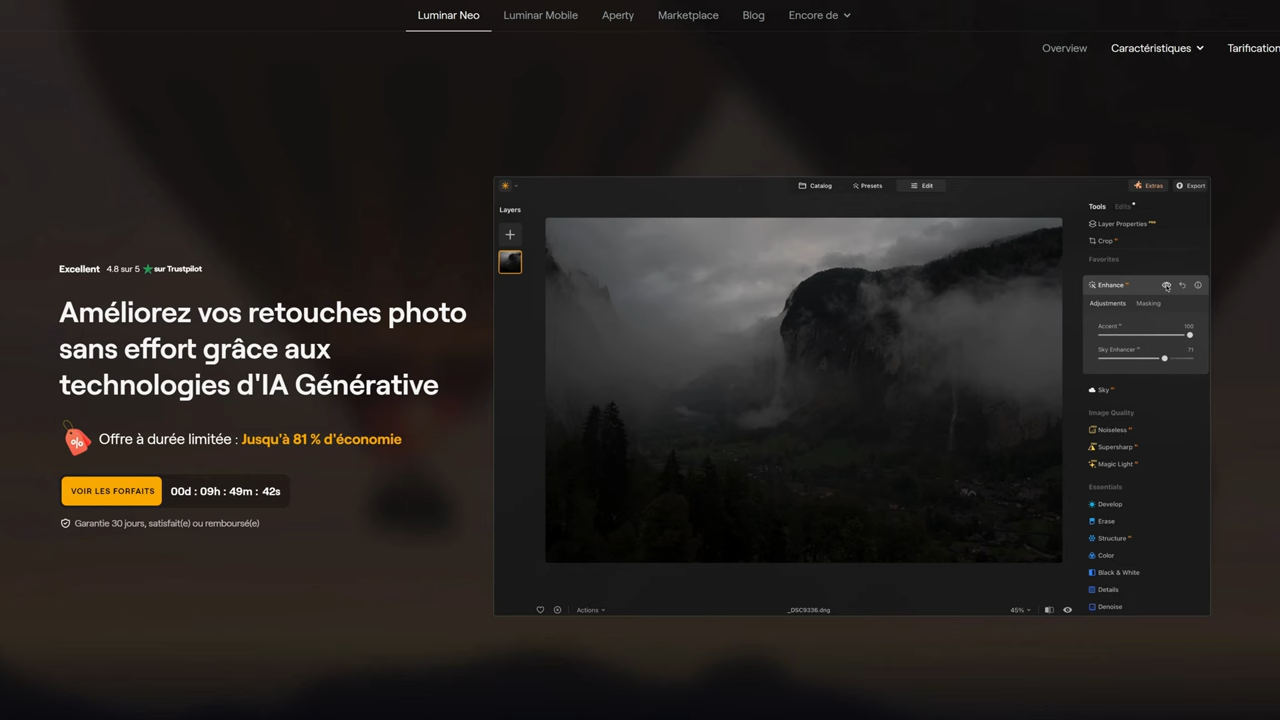 Luminar Neo
Luminar Mobile
Aperty
Marketplace
Blog
Encore de
Overview
Caractéristiques
Tarification
Excellent 4.8 sur 5 sur Trustpilot
Améliorez vos retouches photo
sans effort grâce aux
technologies d'IA Générative
Offre à durée limitée : Jusqu'à 81 % d'économie
VOIR LES FORFAITS
00d : 09h : 49m : 42s
Garantie 30 jours, satisfait(e) ou remboursé(e)
Catalog
Presets
Edit
Extras
Export
Layers
Tools
Edits
Layer Properties
Crop
Favorites
Enhance
Adjustments
Masking
Accent
100
Sky Enhancer
71
Sky
Image Quality
Noiseless
Supersharp
Magic Light
Essentials
Develop
Erase
Structure
Color
Black & White
Details
Denoise
Actions
_DSC9336.dng
45%